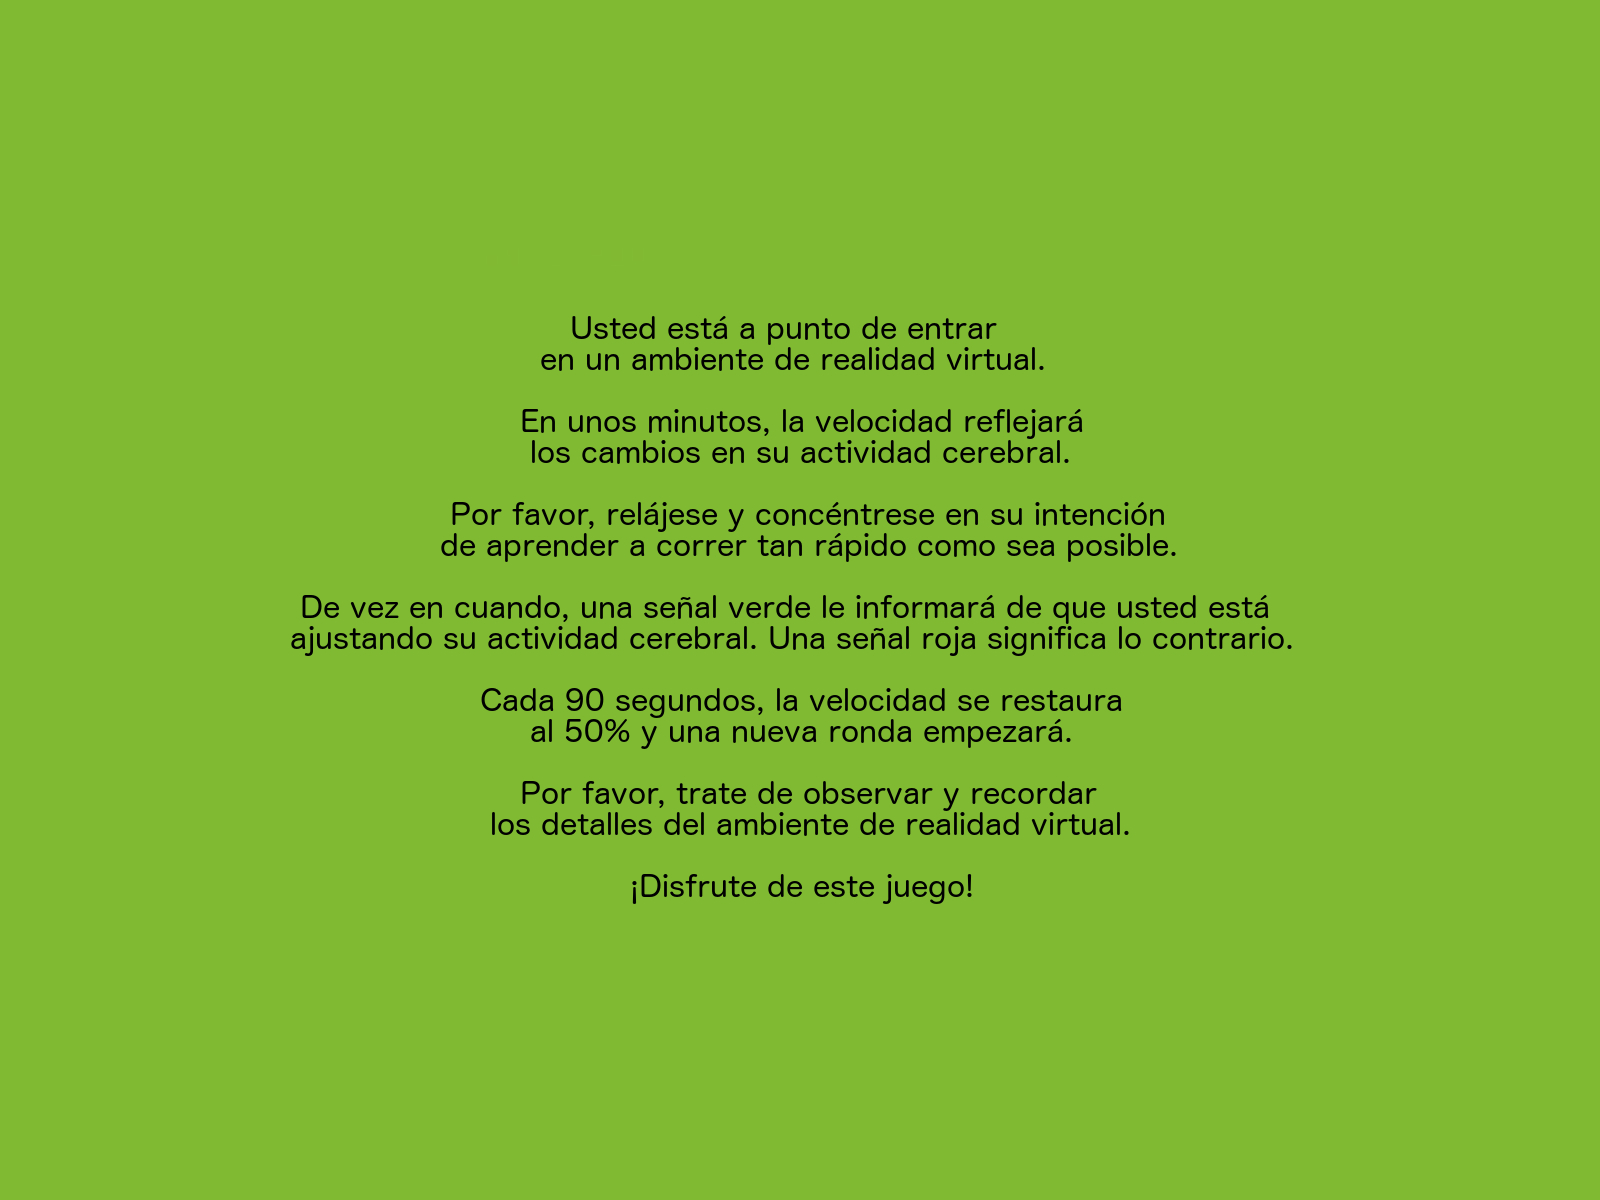 Usted está a punto de entrar
en un ambiente de realidad virtual.
En unos minutos, la velocidad reflejará
los cambios en su actividad cerebral.
Por favor, relájese y concéntrese en su intención
de aprender a correr tan rápido como sea posible.
De vez en cuando, una señal verde le informará de que usted está
ajustando su actividad cerebral. Una señal roja significa lo contrario.
Cada 90 segundos, la velocidad se restaura
al 50% y una nueva ronda empezará.
Por favor, trate de observar y recordar
los detalles del ambiente de realidad virtual.
¡Disfrute de este juego!